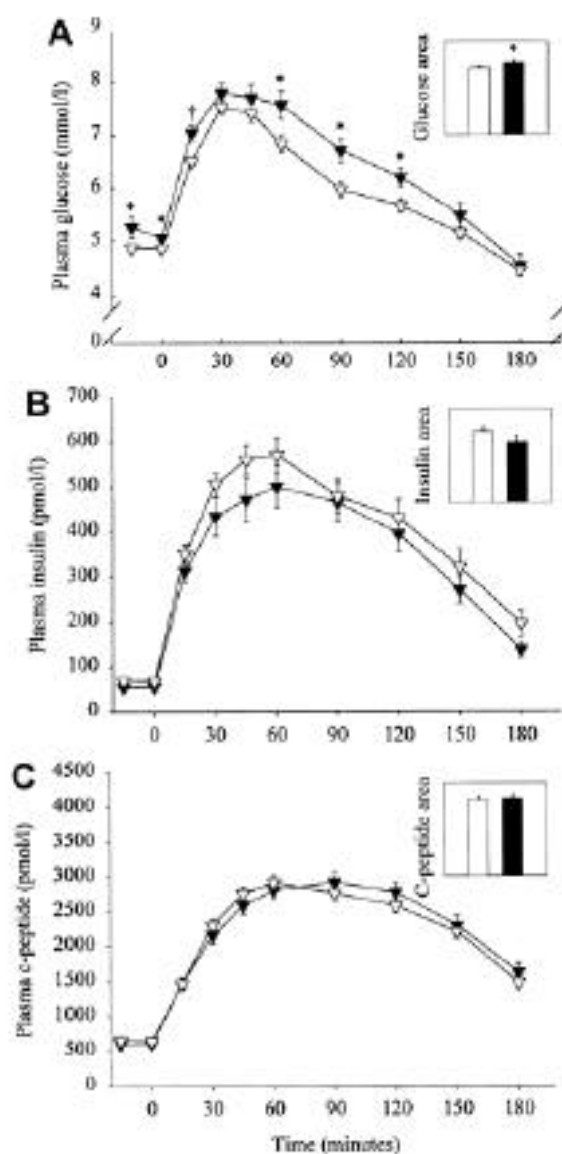 A
Plasma glucose (mmol/l)
9
8
7
6
5
4
0
0 30 60 90 120 150 180
Glucose area
+
† * * *
+ *
B
Plasma insulin (pmol/l)
700
600
500
400
300
200
100
0
0 30 60 90 120 150 180
Insulin area
C
Plasma c-peptide (pmol/l)
4500
4000
3500
3000
2500
2000
1500
1000
500
0
0 30 60 90 120 150 180
C-peptide area
Time (minutes)